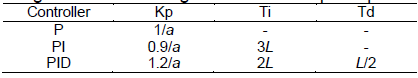 Controller Kp Ti Td
P 1/a - -
PI 0.9/a 3L -
PID 1.2/a 2L L/2